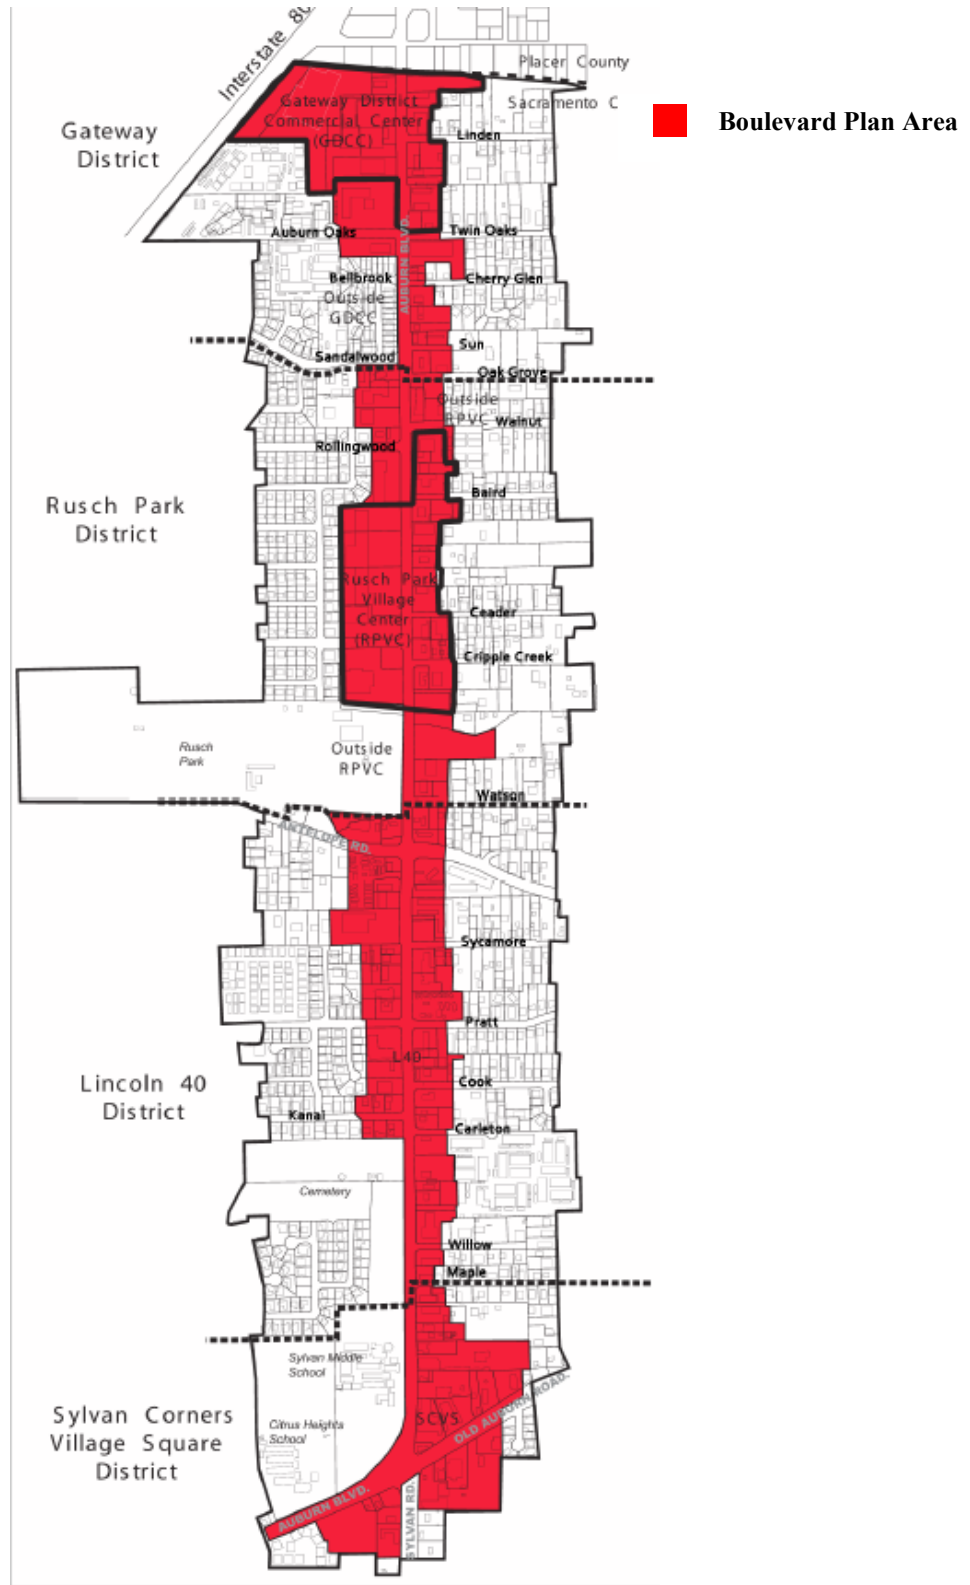 Interstate 80
Placer County
Sacramento C
Boulevard Plan Area
Gateway District
Commercial Center
(GDCC)
Linden
Gateway
District
Auburn Oaks
AUBURN BLVD.
Twin Oaks
Bellbrook
Cherry Glen
Outside
GDCC
Sun
Sandalwood
Oak Grove
Outside
RPVC
Walnut
Rollingwood
Baird
Rusch Park
District
Rusch Park
Village
Center
(RPVC)
Ceader
Cripple Creek
Rusch
Park
Outside
RPVC
Watson
ANTELOPE RD.
Sycamore
Pratt
L40
Lincoln 40
District
Cook
Kanai
Carleton
Cemetery
Willow
Maple
Sylvan Middle
School
Sylvan Corners
Village Square
District
Citrus Heights
School
SCVS
OLD AUBURN ROAD.
AUBURN BLVD.
SYLVAN RD.